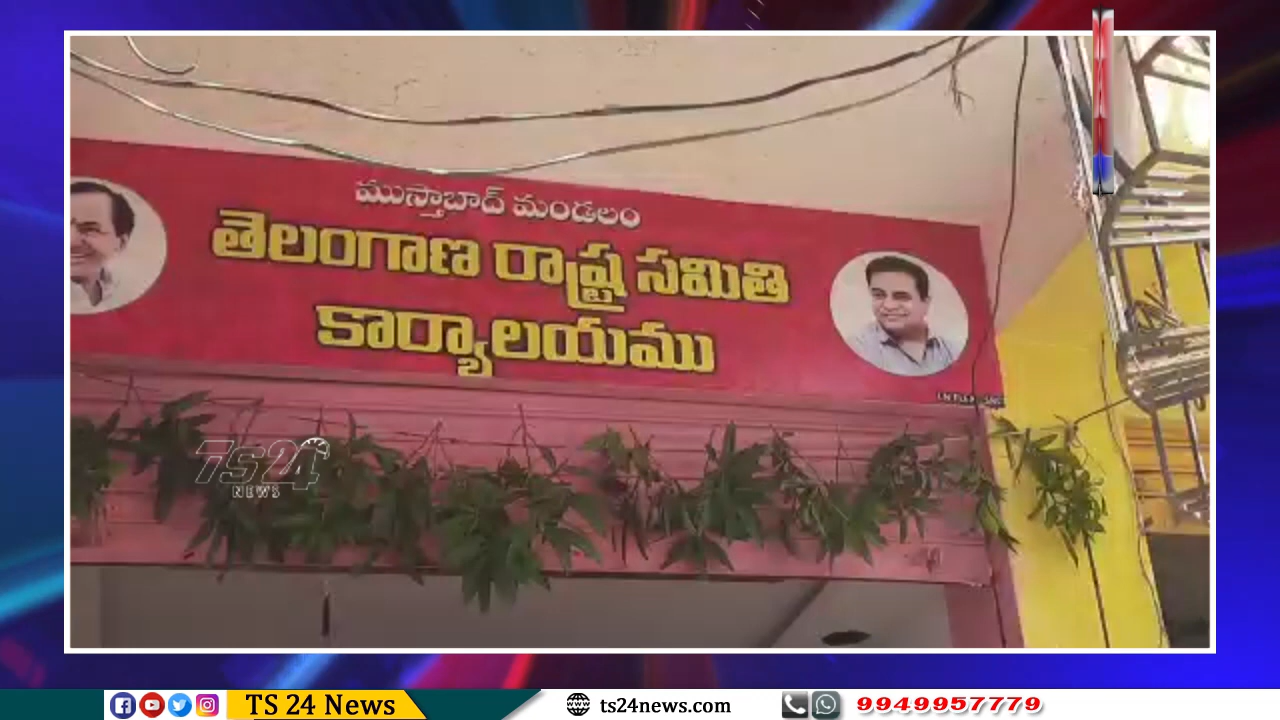 ముస్తాబాద్ మండలం
తెలంగాణ రాష్ట్ర సమితి
కార్యాలయము
TS24
NEWS
TS 24 News
ts24news.com
9949957779